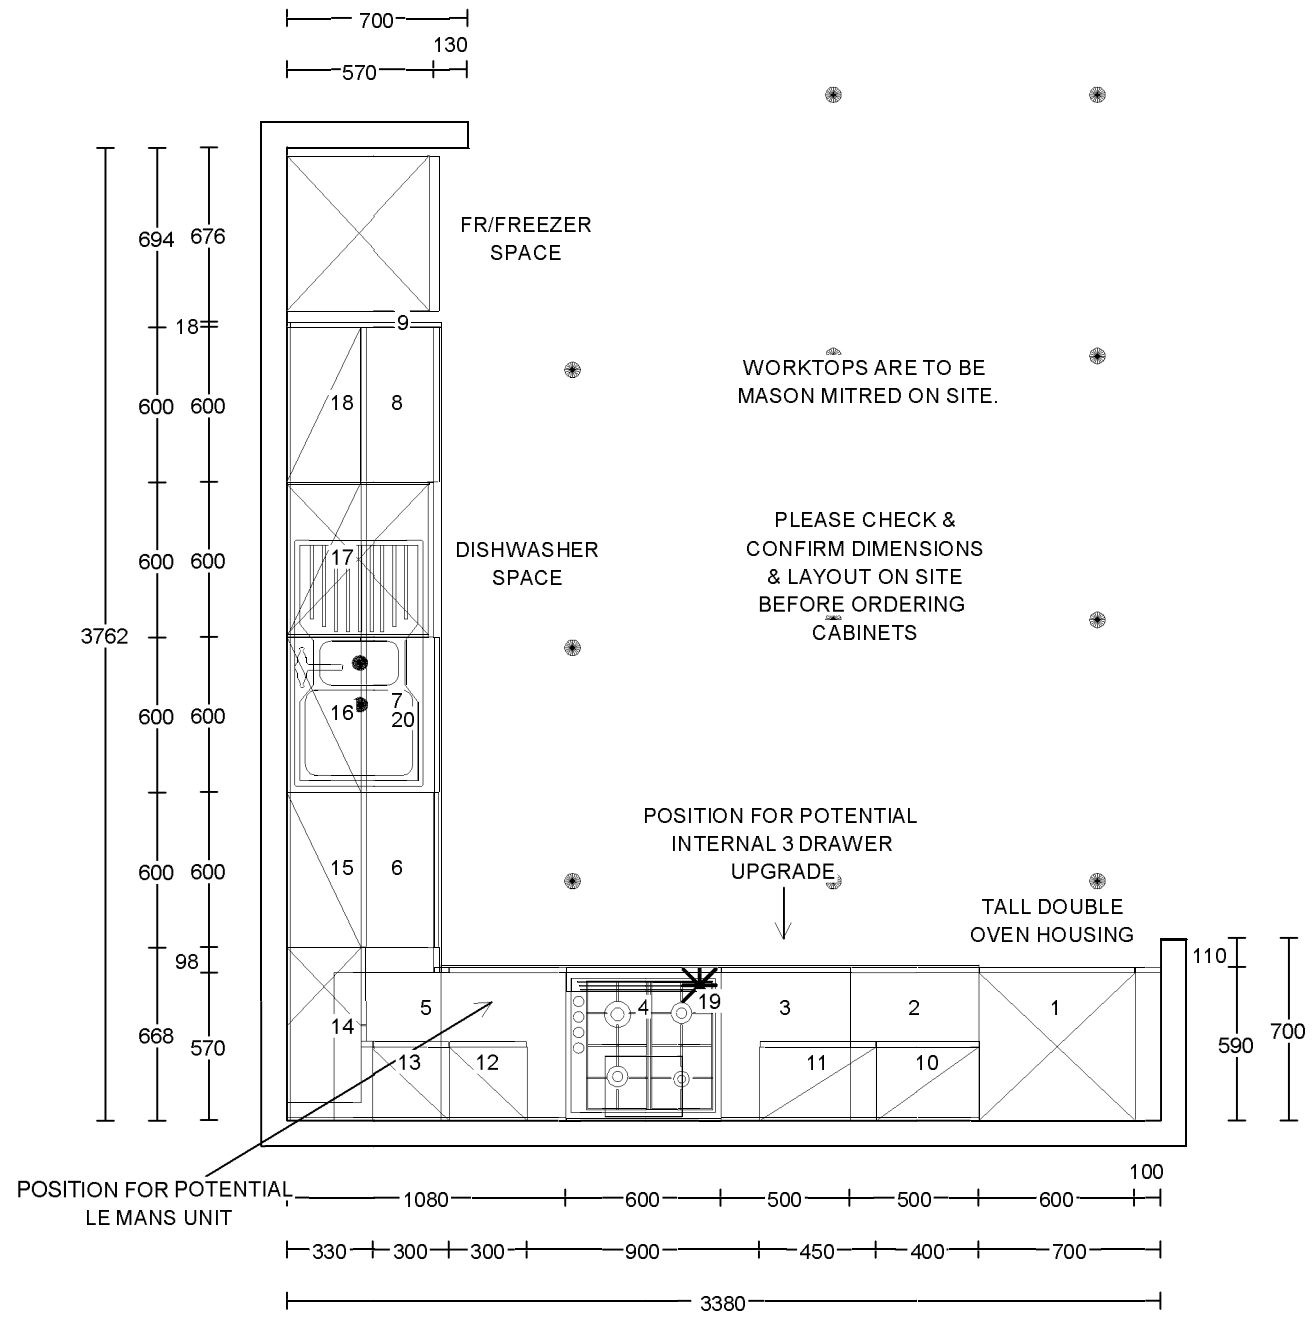 700
130
570
FR/FREEZER
SPACE
694 676
18
9
3762
600 600
18 8
WORKTOPS ARE TO BE
MASON MITRED ON SITE.
PLEASE CHECK &
CONFIRM DIMENSIONS
& LAYOUT ON SITE
BEFORE ORDERING
CABINETS
600 600
17
DISHWASHER
SPACE
600 600
16 7
20
600 600
15 6
POSITION FOR POTENTIAL
INTERNAL 3 DRAWER
UPGRADE
TALL DOUBLE
OVEN HOUSING
98
110
668 570
5 4 19 3 2 1
14
13 12 11 10
590 700
POSITION FOR POTENTIAL
LE MANS UNIT
100
1080 600 500 500 600
330 300 300 900 450 400 700
3380